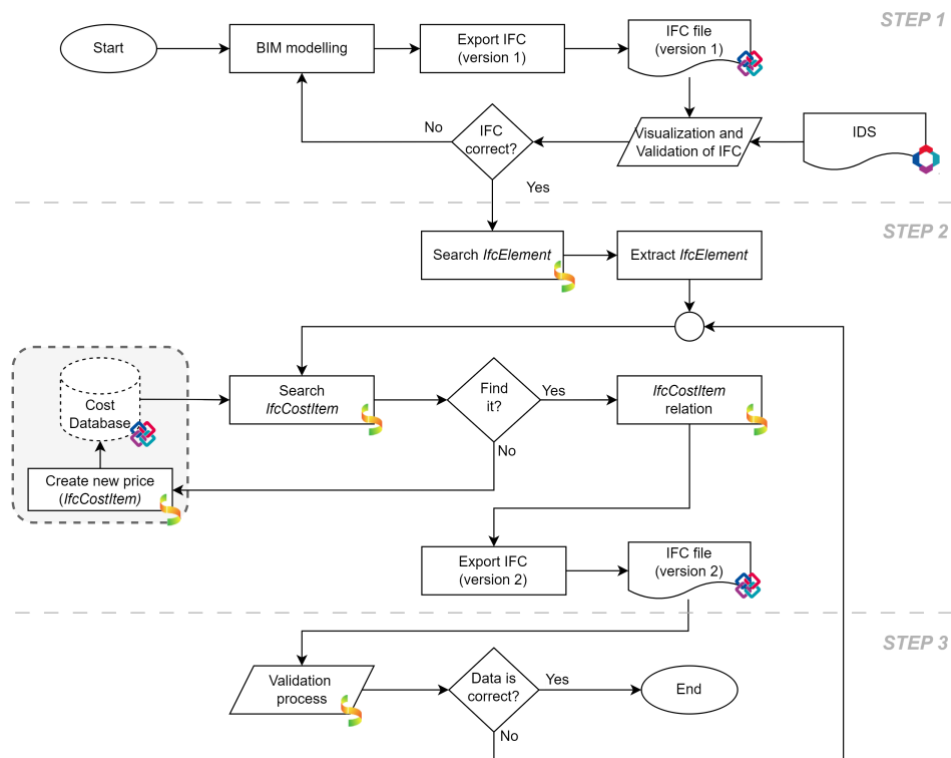 STEP 1
Start
BIM modelling
Export IFC
(version 1)
IFC file
(version 1)
No
IFC
correct?
Visualization and
Validation of IFC
IDS
Yes
STEP 2
Search IfcElement
Extract IfcElement
Cost
Database
Search
IfcCostItem
Find
it?
Yes
IfcCostItem
relation
No
Create new price
(IfcCostItem)
Export IFC
(version 2)
IFC file
(version 2)
STEP 3
Validation
process
Data is
correct?
Yes
End
No